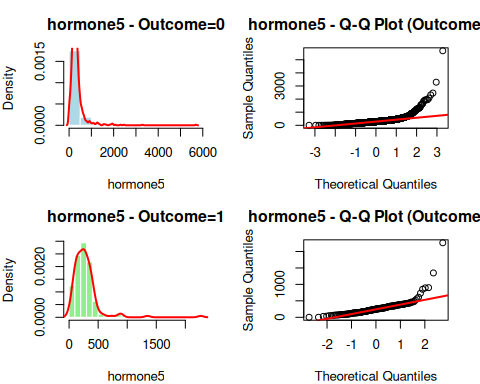 hormone5 - Outcome=0
Density
0.0000 0.0015
0 2000 4000 6000
hormone5
hormone5 - Q-Q Plot (Outcome
Sample Quantiles
0 3000
-3 -1 0 1 2 3
Theoretical Quantiles
hormone5 - Outcome=1
Density
0.0000 0.0020
0 500 1500
hormone5
hormone5 - Q-Q Plot (Outcome
Sample Quantiles
0 1000
-2 -1 0 1 2
Theoretical Quantiles